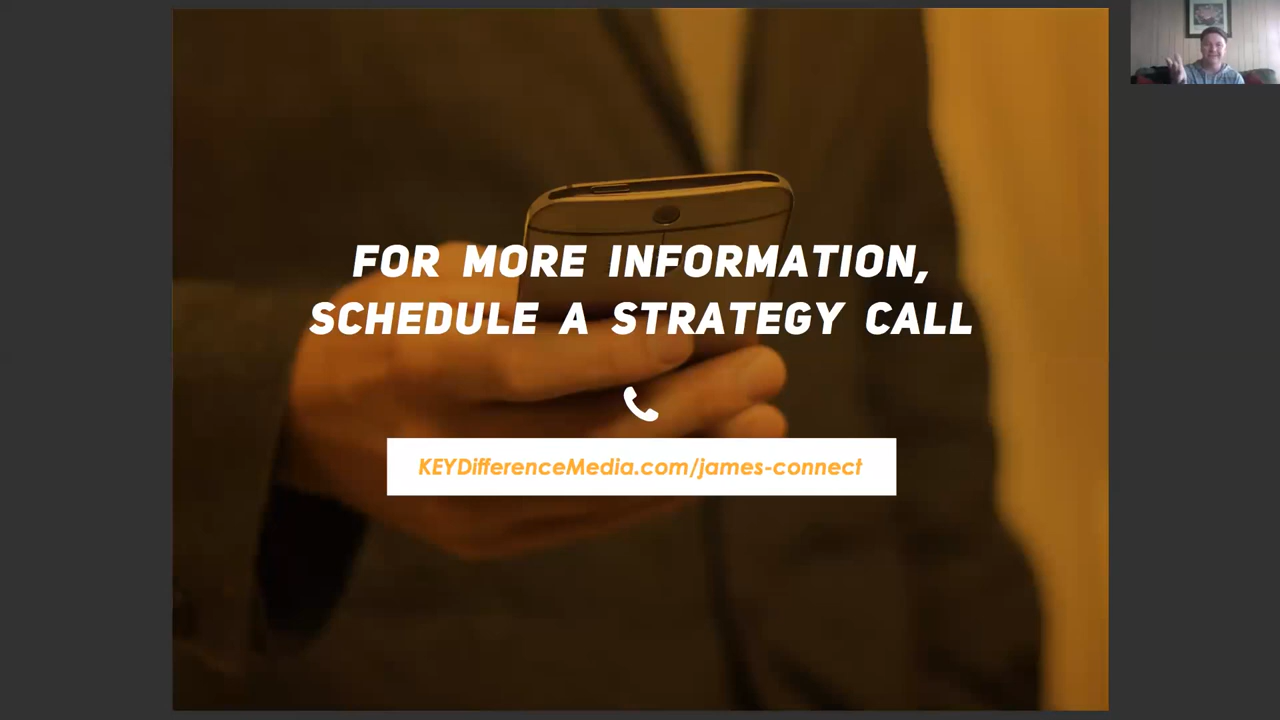 FOR MORE INFORMATION,
SCHEDULE A STRATEGY CALL
KEYDifferenceMedia.com/james-connect